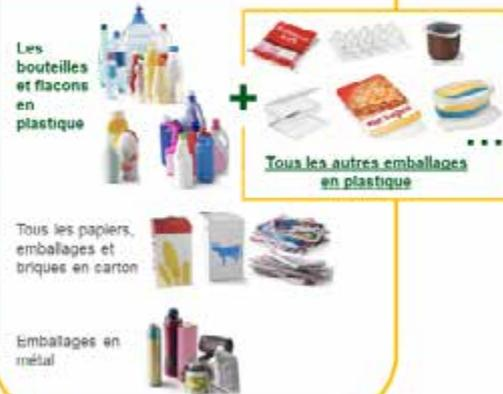 Les
bouteilles
et flacons
en
plastique
+
...
Tous les autres emballages
en plastique
Tous les papiers,
emballages et
briques en carton
Emballages en
métal